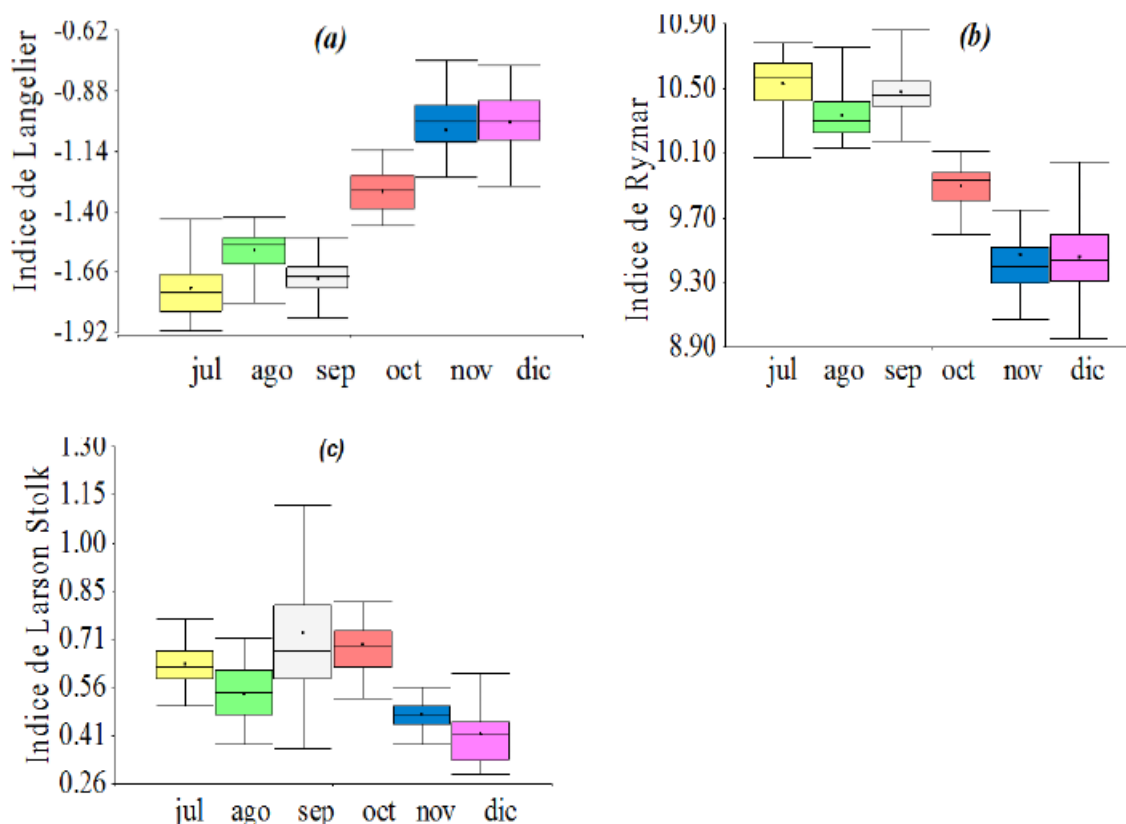 (a)
Indice de Langelier
-0.62
-0.88
-1.14
-1.40
-1.66
-1.92
jul ago sep oct nov dic
(b)
Indice de Ryznar
10.90
10.50
10.10
9.70
9.30
8.90
jul ago sep oct nov dic
(c)
Indice de Larson Stolk
1.30
1.15
1.00
0.85
0.71
0.56
0.41
0.26
jul ago sep oct nov dic